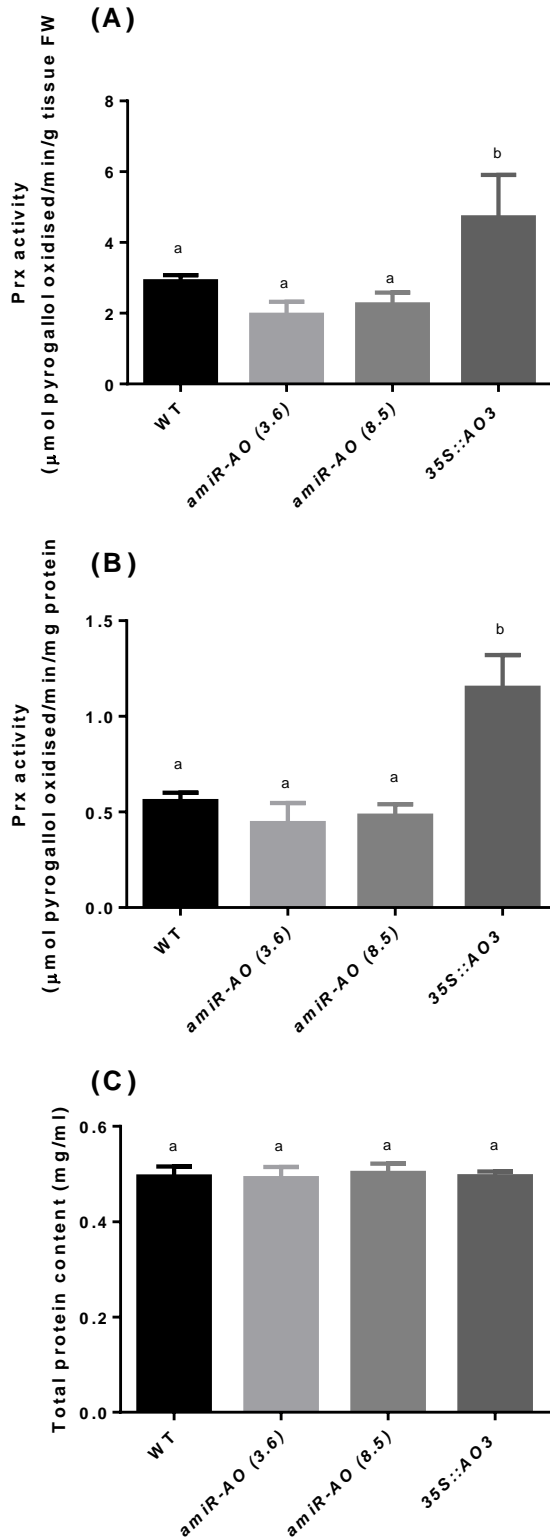 (A)
Prx activity
(μmol pyrogallol oxidised/min/g tissue FW
8
6
4
2
0
a
a
a
b
WT
amiR-AO (3.6)
amiR-AO (8.5)
35S::AO3
(B)
Prx activity
(μmol pyrogallol oxidised/min/mg protein
1.5
1.0
0.5
0.0
a
a
a
b
WT
amiR-AO (3.6)
amiR-AO (8.5)
35S::AO3
(C)
Total protein content (mg/ml)
0.6
0.4
0.2
0.0
a
a
a
a
WT
amiR-AO (3.6)
amiR-AO (8.5)
35S::AO3